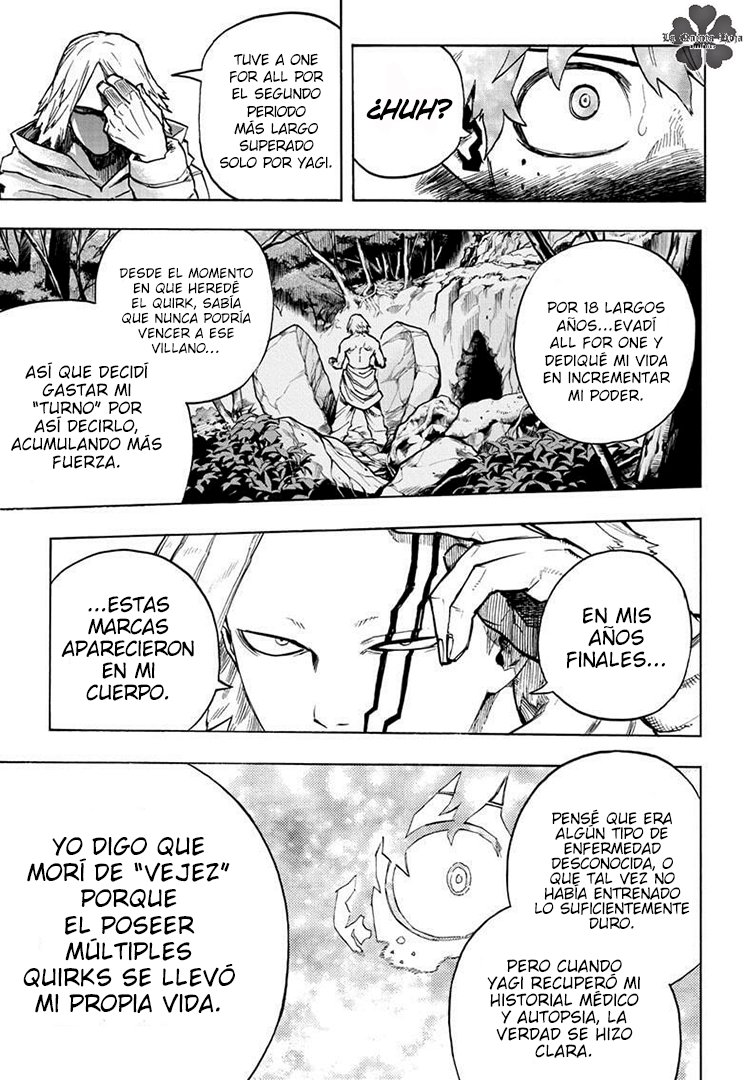 La Quinta Hoja
¿HUH?
TUVE A ONE
FOR ALL POR
EL SEGUNDO
PERIODO
MÁS LARGO
SUPERADO
SOLO POR YAGI.
POR 18 LARGOS
AÑOS...EVADÍ
ALL FOR ONE Y
DEDIQUÉ MI VIDA
EN INCREMENTAR
MI PODER.
DESDE EL MOMENTO
EN QUE HEREDÉ
EL QUIRK, SABÍA
QUE NUNCA PODRÍA
VENCER A ESE
VILLANO...
ASÍ QUE DECIDÍ
GASTAR MI
"TURNO" POR
ASÍ DECIRLO,
ACUMULANDO MÁS
FUERZA.
EN MIS
AÑOS
FINALES...
...ESTAS
MARCAS
APARECIERON
EN MI
CUERPO.
PENSÉ QUE ERA
ALGÚN TIPO DE
ENFERMEDAD
DESCONOCIDA, O
QUE TAL VEZ NO
HABÍA ENTRENADO
LO SUFICIENTEMENTE
DURO.
PERO CUANDO
YAGI RECUPERÓ MI
HISTORIAL MÉDICO
Y AUTOPSIA, LA
VERDAD SE HIZO
CLARA.
YO DIGO QUE
MORÍ DE "VEJEZ"
PORQUE
EL POSEER
MÚLTIPLES
QUIRKS SE LLEVÓ
MI PROPIA VIDA.